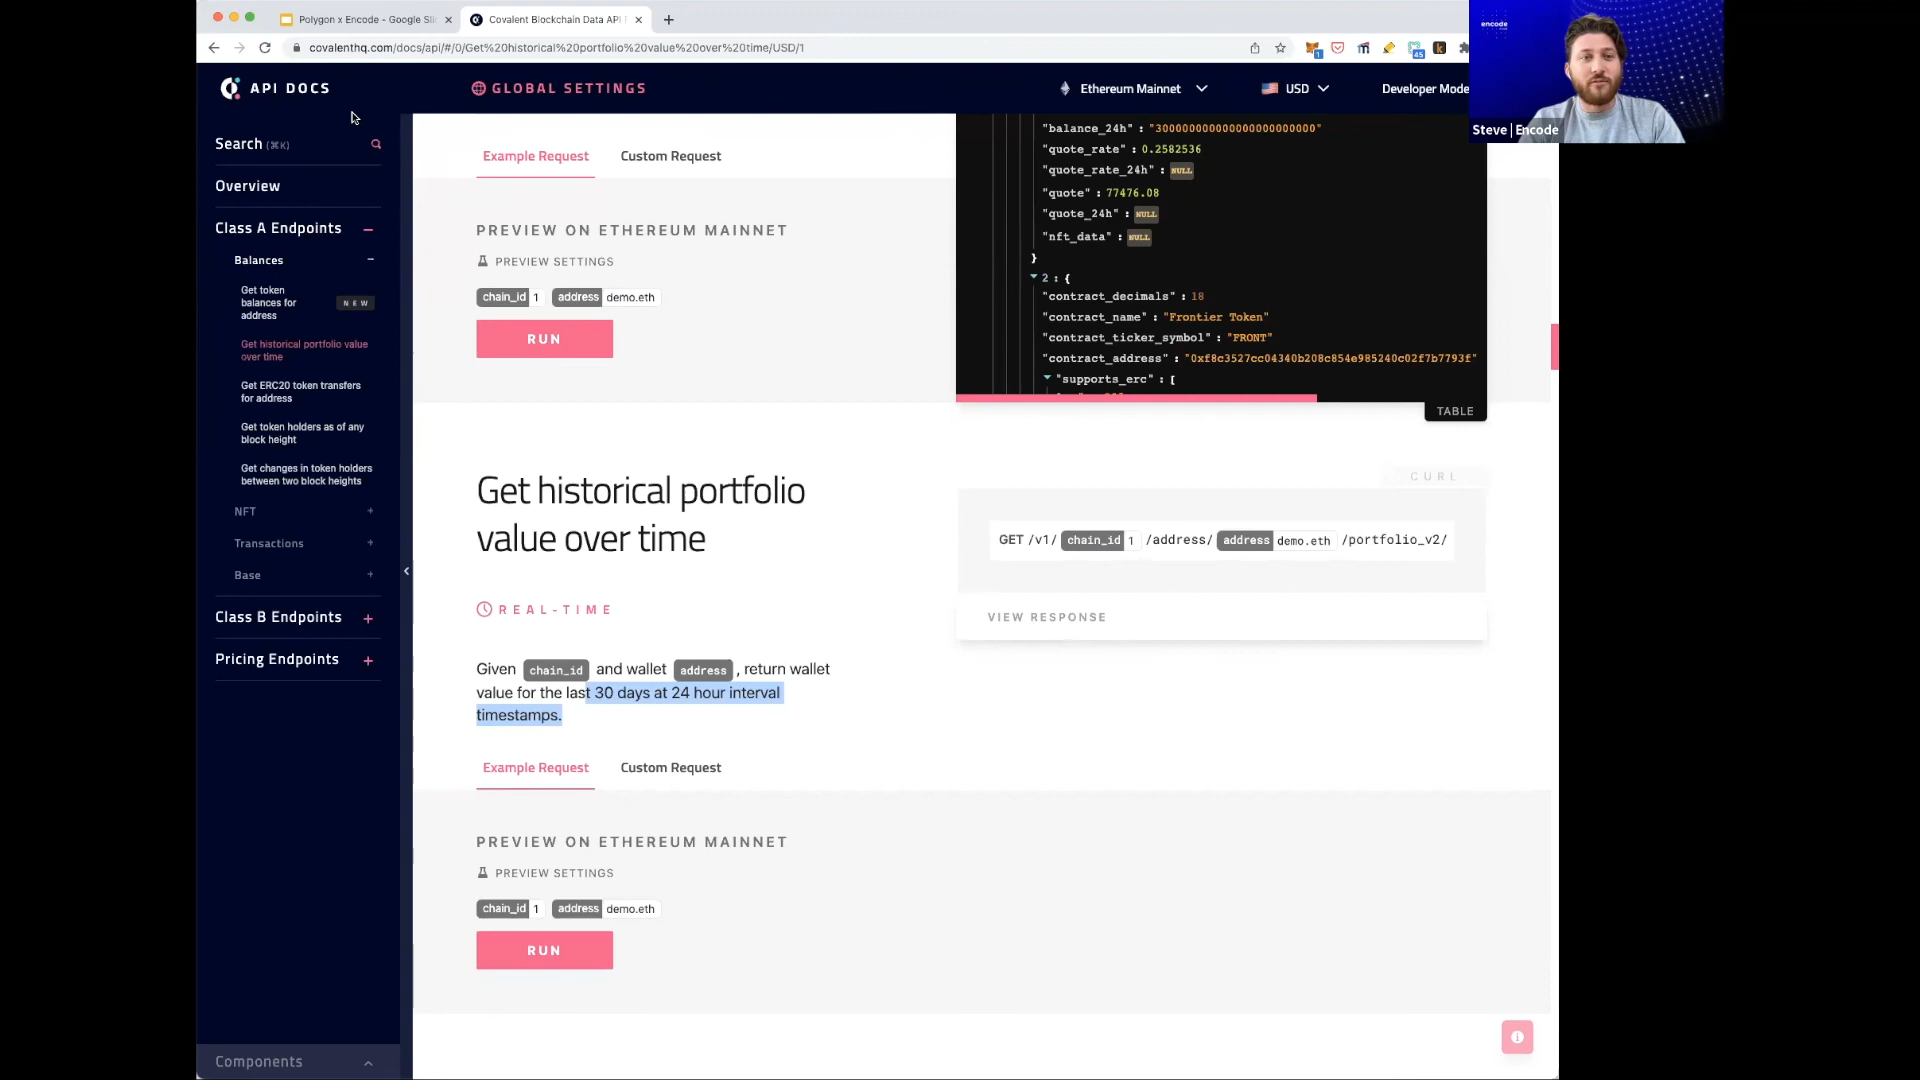 Polygon x Encode - Google Sli
Covalent Blockchain Data API
covalenthq.com/docs/api/#/0/Get%20historical%20portfolio%20value%20over%20time/USD/1
45
encode
Steve | Encode
API DOCS
GLOBAL SETTINGS
Ethereum Mainnet
USD
Developer Mode
Search (⌘K)
Overview
Class A Endpoints
Balances
Get token
balances for
address
NEW
Get historical portfolio value
over time
Get ERC20 token transfers
for address
Get token holders as of any
block height
Get changes in token holders
between two block heights
NFT
Transactions
Base
Class B Endpoints
Pricing Endpoints
Components
Example Request
Custom Request
PREVIEW ON ETHEREUM MAINNET
PREVIEW SETTINGS
chain_id 1 address demo.eth
RUN
"balance_24h" : "300000000000000000000000"
"quote_rate" : 0.2582536
"quote_rate_24h" : NULL
"quote" : 77476.08
"quote_24h" : NULL
"nft_data" : NULL
}
2 : {
"contract_decimals" : 18
"contract_name" : "Frontier Token"
"contract_ticker_symbol" : "FRONT"
"contract_address" : "0xf8c3527cc04340b208c854e985240c02f7b7793f"
"supports_erc" : [
TABLE
Get historical portfolio
value over time
REAL-TIME
Given chain_id and wallet address , return wallet
value for the last 30 days at 24 hour interval
timestamps.
CURL
GET /v1/ chain_id 1 /address/ address demo.eth /portfolio_v2/
VIEW RESPONSE
Example Request
Custom Request
PREVIEW ON ETHEREUM MAINNET
PREVIEW SETTINGS
chain_id 1 address demo.eth
RUN